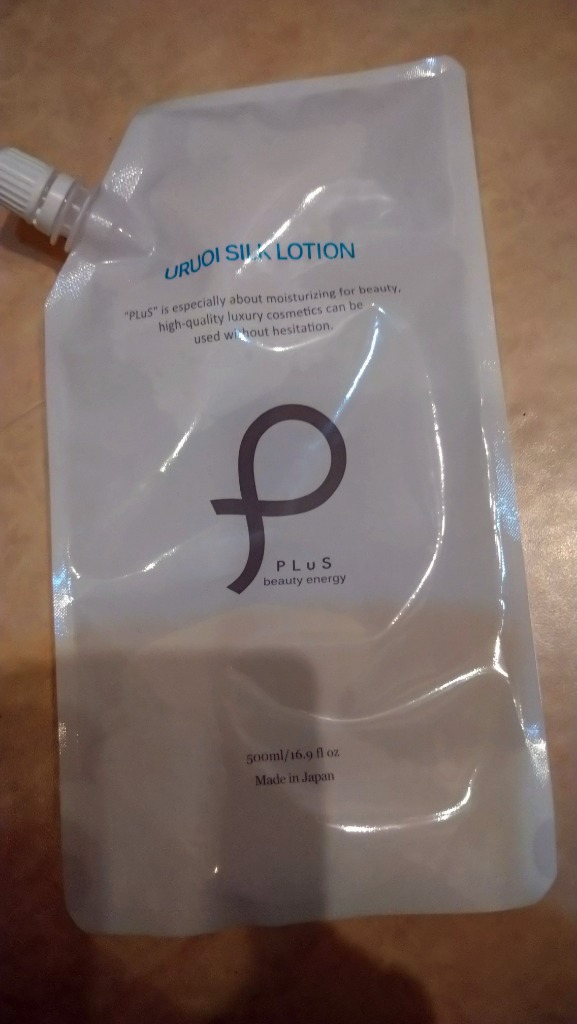 URUOI SILK LOTION
"PLuS" is especially about moisturizing for beauty,
high-quality luxury cosmetics can be
used without hesitation.
PLuS
beauty energy
500ml/16.9 fl oz
Made in Japan